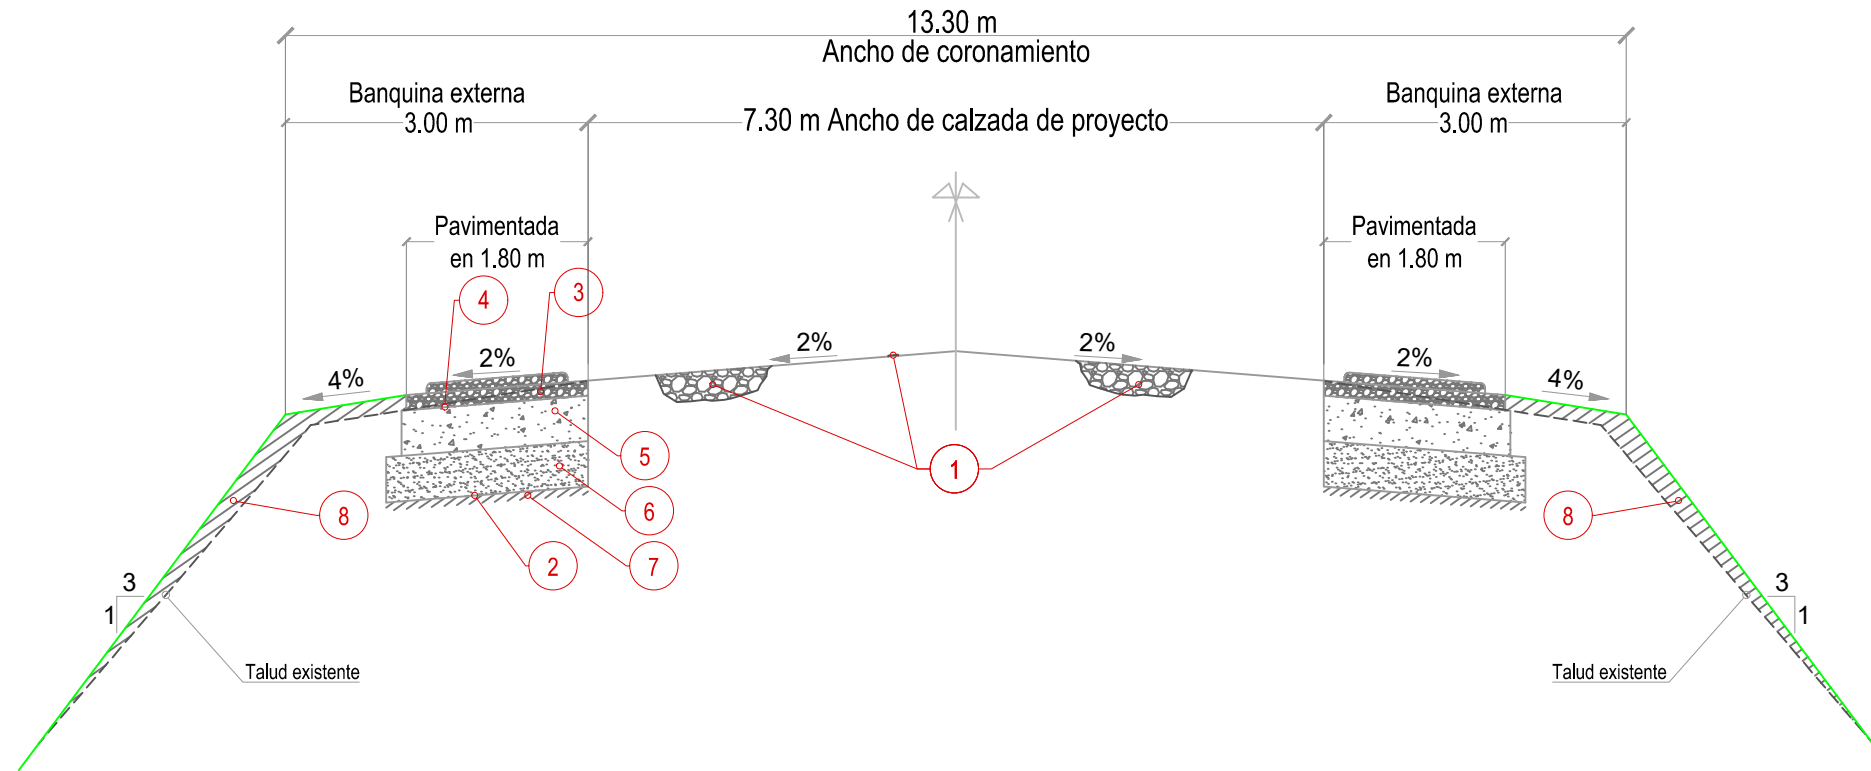 13.30 m
Ancho de coronamiento
Banquina externa
3.00 m
7.30 m Ancho de calzada de proyecto
Banquina externa
3.00 m
Pavimentada
en 1.80 m
Pavimentada
en 1.80 m
4
3
2%
2%
2%
2%
4%
4%
5
1
6
8
8
2
7
3
1
3
1
Talud existente
Talud existente